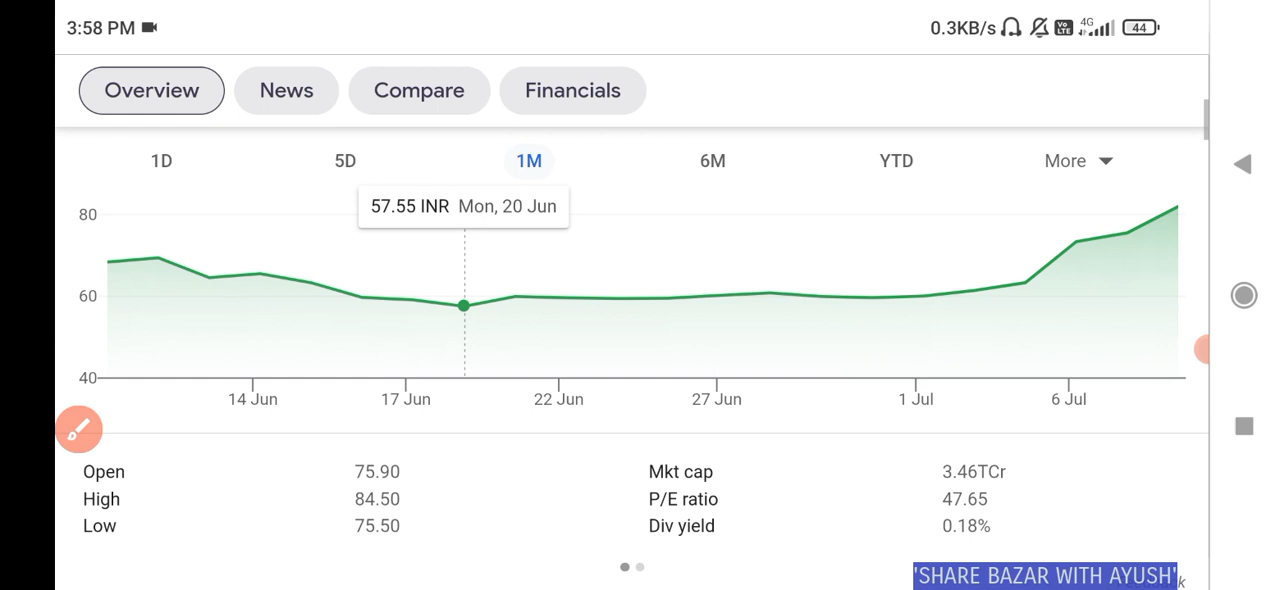 3:58 PM 0.3KB/s Vo LTE 4G 44
Overview News Compare Financials
1D 5D 1M 6M YTD More
57.55 INR Mon, 20 Jun
80
60
40
14 Jun 17 Jun 22 Jun 27 Jun 1 Jul 6 Jul
Open 75.90 Mkt cap 3.46TCr
High 84.50 P/E ratio 47.65
Low 75.50 Div yield 0.18%
'SHARE BAZAR WITH AYUSH'